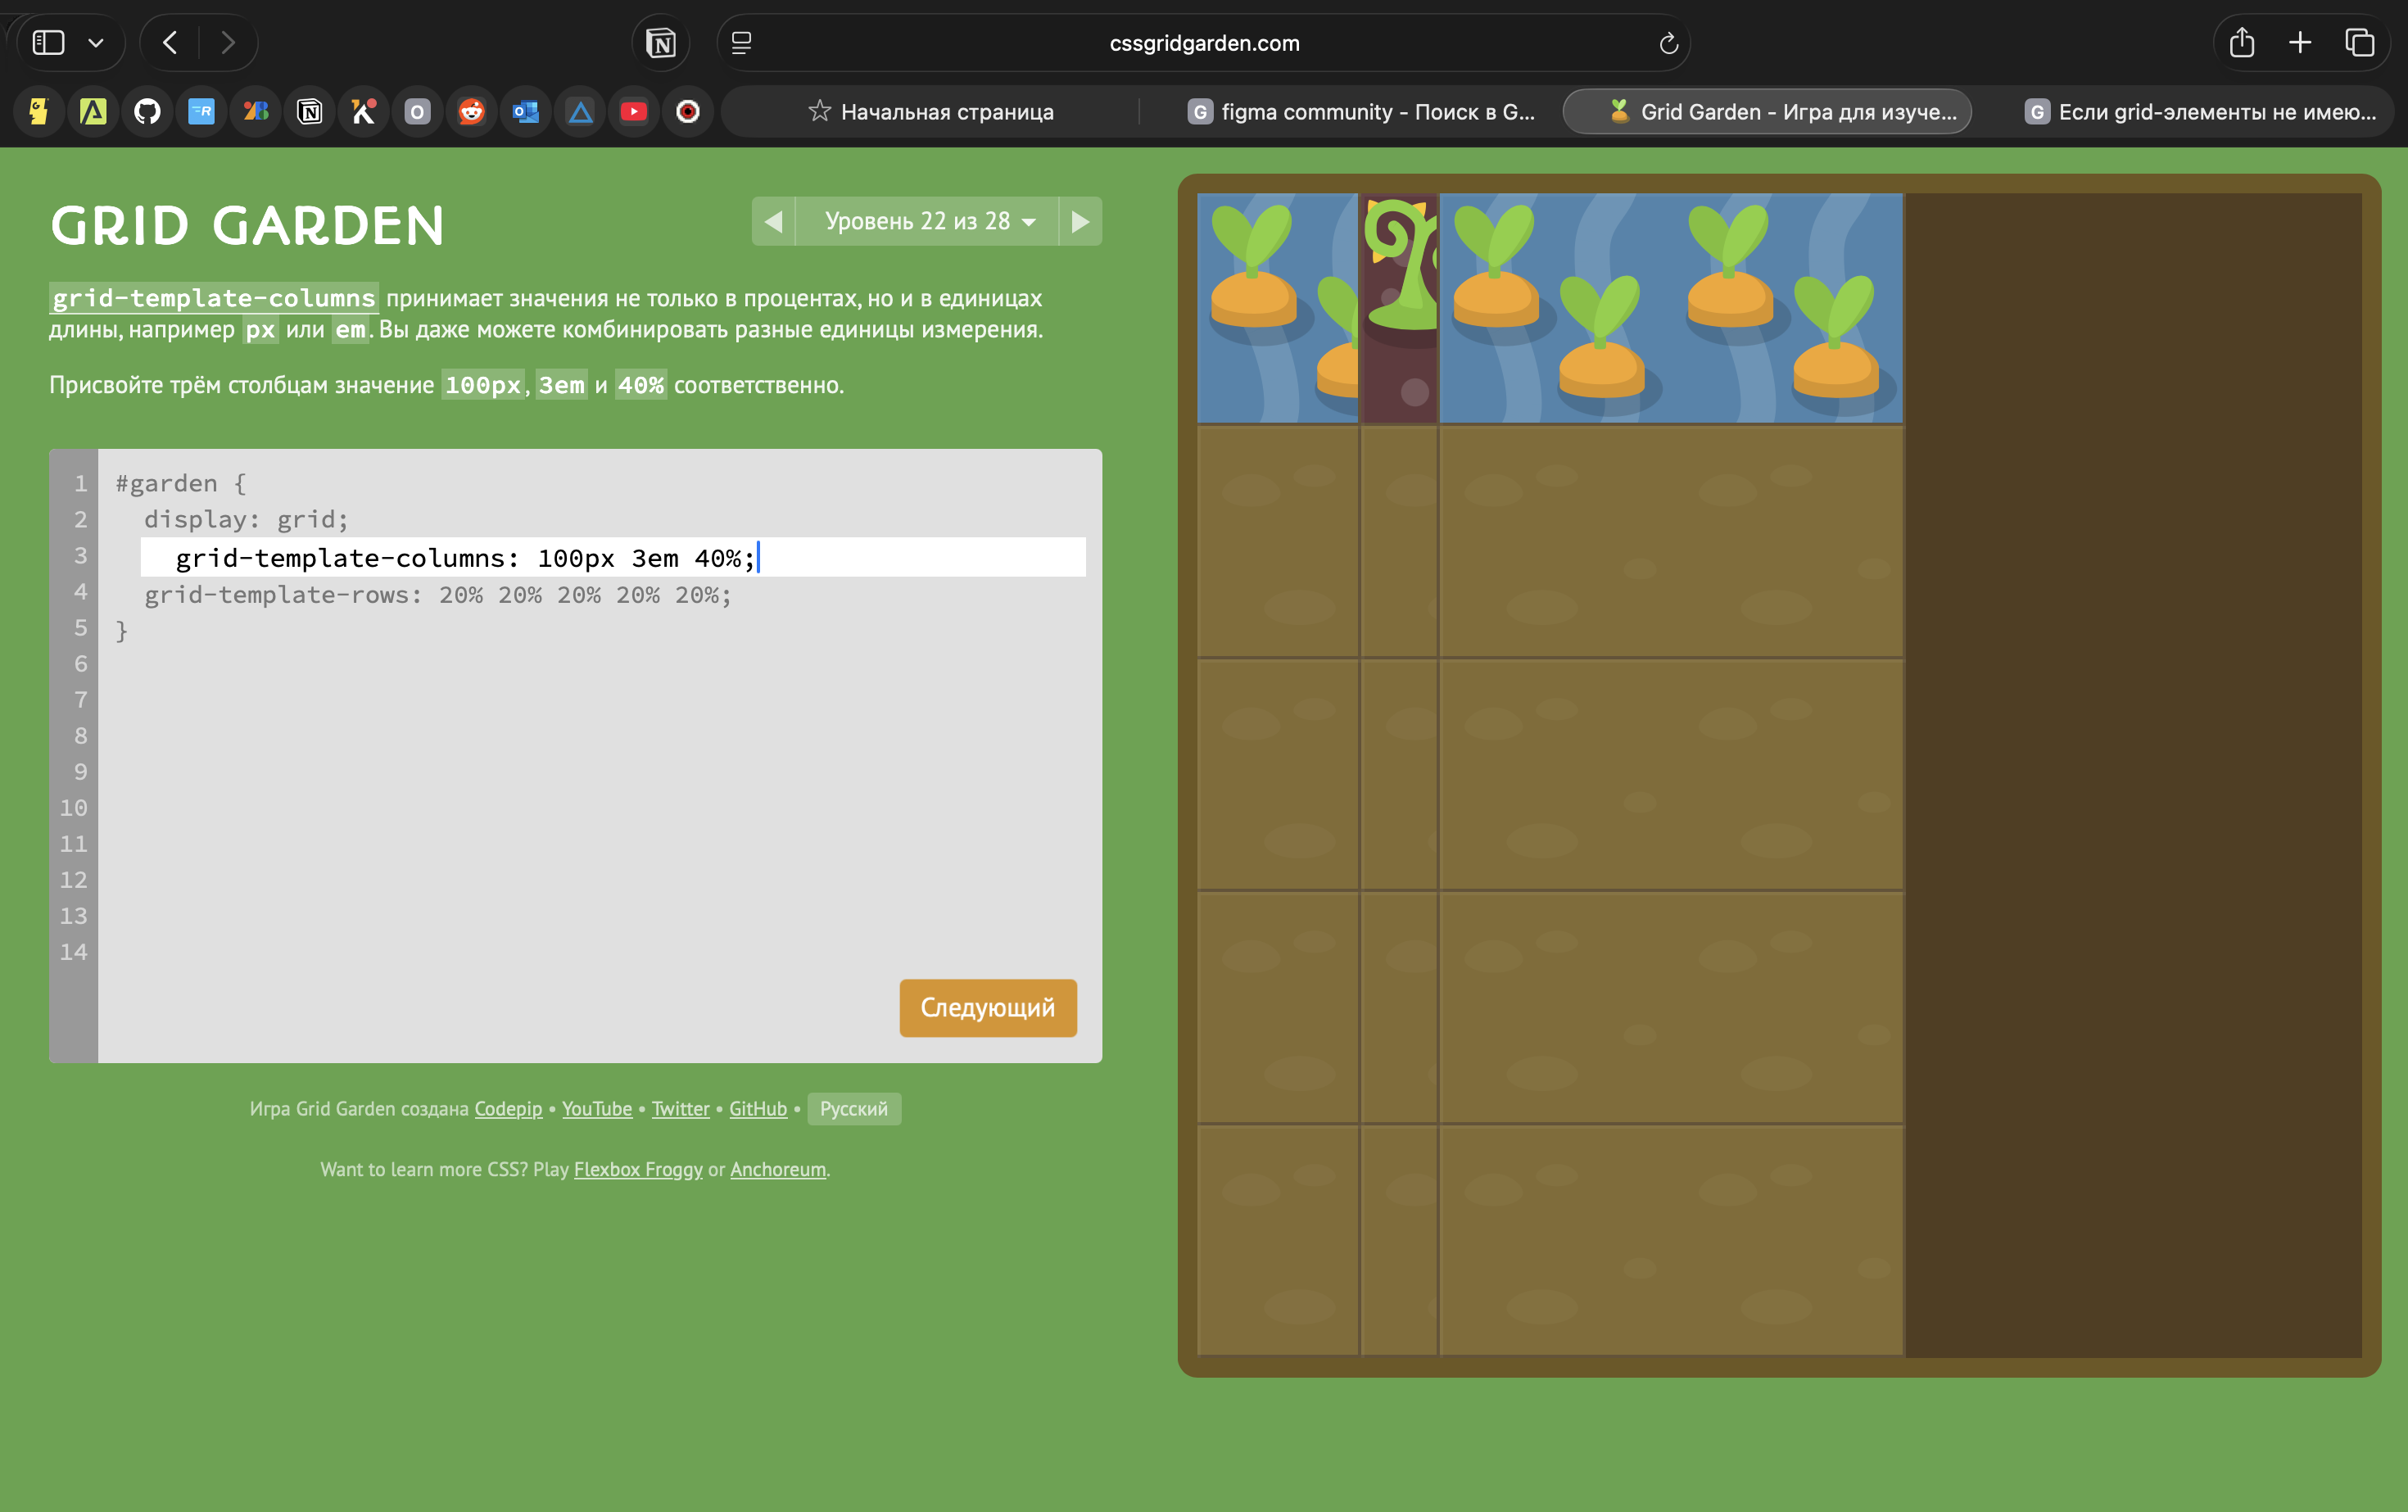 cssgridgarden.com
Начальная страница
figma community - Поиск в G...
Grid Garden - Игра для изуче...
Если grid-элементы не имею...
GRID GARDEN
Уровень 22 из 28
grid-template-columns принимает значения не только в процентах, но и в единицах
длины, например px или em. Вы даже можете комбинировать разные единицы измерения.
Присвойте трём столбцам значение 100px, 3em и 40% соответственно.
1 #garden {
2 display: grid;
3 grid-template-columns: 100px 3em 40%;
4 grid-template-rows: 20% 20% 20% 20% 20%;
5 }
6
7
8
9
10
11
12
13
14
Следующий
Игра Grid Garden создана Codepip • YouTube • Twitter • GitHub • Русский
Want to learn more CSS? Play Flexbox Froggy or Anchoreum.